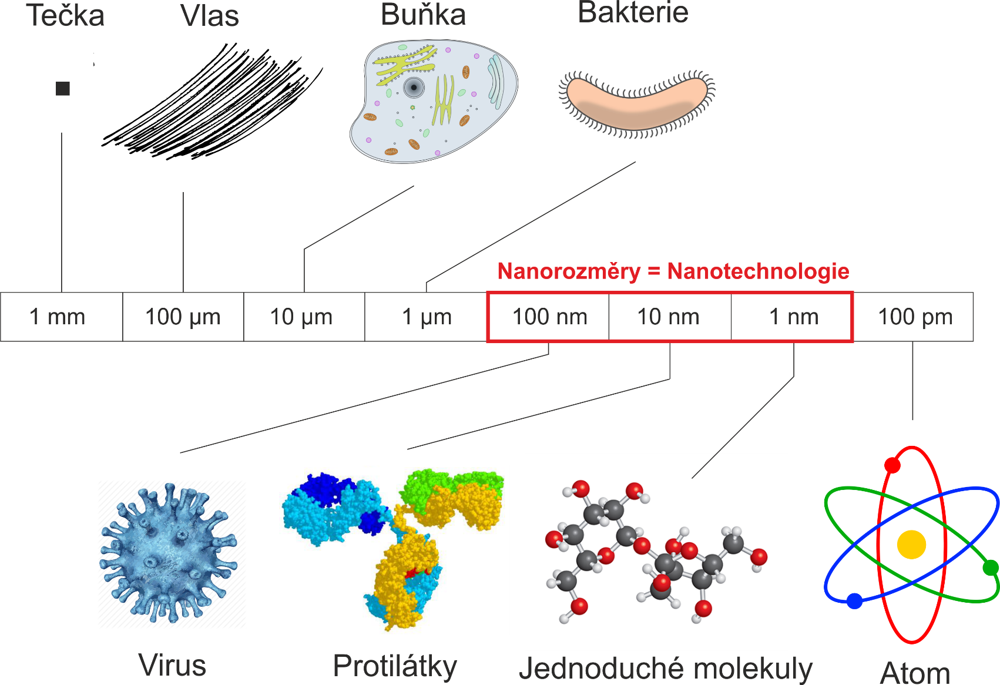 Tečka
Vlas
Buňka
Bakterie
Nanorozměry = Nanotechnologie
1 mm
100 µm
10 µm
1 µm
100 nm
10 nm
1 nm
100 pm
Virus
Protilátky
Jednoduché molekuly
Atom